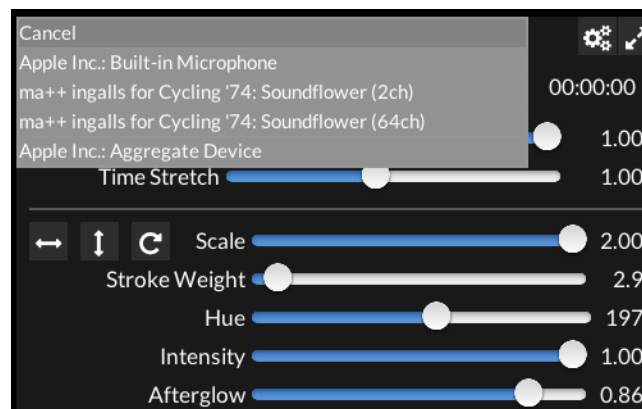 Cancel
Apple Inc.: Built-in Microphone
ma++ ingalls for Cycling '74: Soundflower (2ch)
00:00:00
ma++ ingalls for Cycling '74: Soundflower (64ch)
1.00
Apple Inc.: Aggregate Device
Time Stretch 1.00
Scale 2.00
Stroke Weight 2.9
Hue 197
Intensity 1.00
Afterglow 0.86